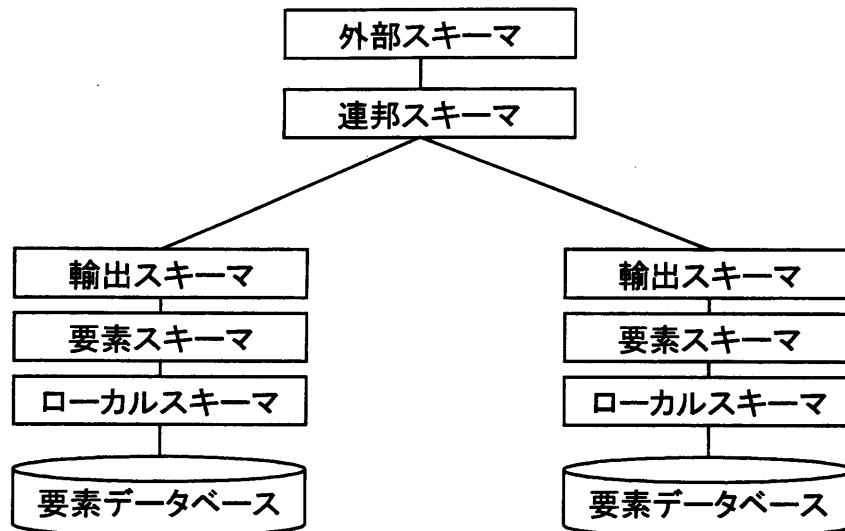 外部スキーマ
連邦スキーマ
輸出スキーマ
要素スキーマ
ローカルスキーマ
要素データベース
輸出スキーマ
要素スキーマ
ローカルスキーマ
要素データベース